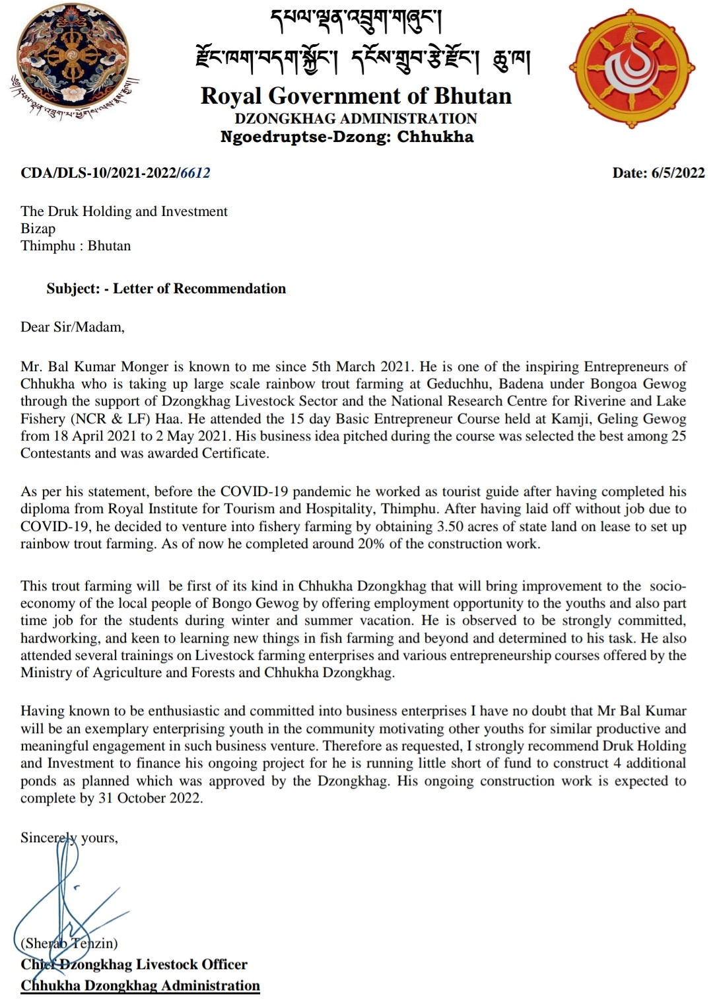 དཔལ་ལྡན་འབྲུག་གཞུང་།
རྫོང་ཁག་བདག་སྐྱོང་། དངོས་གྲུབ་རྩེ་རྫོང་། ཆུ་ཁ།
Royal Government of Bhutan
DZONGKHAG ADMINISTRATION
Ngoedruptse-Dzong: Chhukha
CDA/DLS-10/2021-2022/6612 Date: 6/5/2022
The Druk Holding and Investment
Bizap
Thimphu : Bhutan
Subject: - Letter of Recommendation
Dear Sir/Madam,
Mr. Bal Kumar Monger is known to me since 5th March 2021. He is one of the inspiring Entrepreneurs of
Chhukha who is taking up large scale rainbow trout farming at Geduchhu, Badena under Bongoa Gewog
through the support of Dzongkhag Livestock Sector and the National Research Centre for Riverine and Lake
Fishery (NCR & LF) Haa. He attended the 15 day Basic Entrepreneur Course held at Kamji, Geling Gewog
from 18 April 2021 to 2 May 2021. His business idea pitched during the course was selected the best among 25
Contestants and was awarded Certificate.
As per his statement, before the COVID-19 pandemic he worked as tourist guide after having completed his
diploma from Royal Institute for Tourism and Hospitality, Thimphu. After having laid off without job due to
COVID-19, he decided to venture into fishery farming by obtaining 3.50 acres of state land on lease to set up
rainbow trout farming. As of now he completed around 20% of the construction work.
This trout farming will be first of its kind in Chhukha Dzongkhag that will bring improvement to the socio-
economy of the local people of Bongo Gewog by offering employment opportunity to the youths and also part
time job for the students during winter and summer vacation. He is observed to be strongly committed,
hardworking, and keen to learning new things in fish farming and beyond and determined to his task. He also
attended several trainings on Livestock farming enterprises and various entrepreneurship courses offered by the
Ministry of Agriculture and Forests and Chhukha Dzongkhag.
Having known to be enthusiastic and committed into business enterprises I have no doubt that Mr Bal Kumar
will be an exemplary enterprising youth in the community motivating other youths for similar productive and
meaningful engagement in such business venture. Therefore as requested, I strongly recommend Druk Holding
and Investment to finance his ongoing project for he is running little short of fund to construct 4 additional
ponds as planned which was approved by the Dzongkhag. His ongoing construction work is expected to
complete by 31 October 2022.
Sincerely yours,
(Sherab Tenzin)
Chief Dzongkhag Livestock Officer
Chhukha Dzongkhag Administration